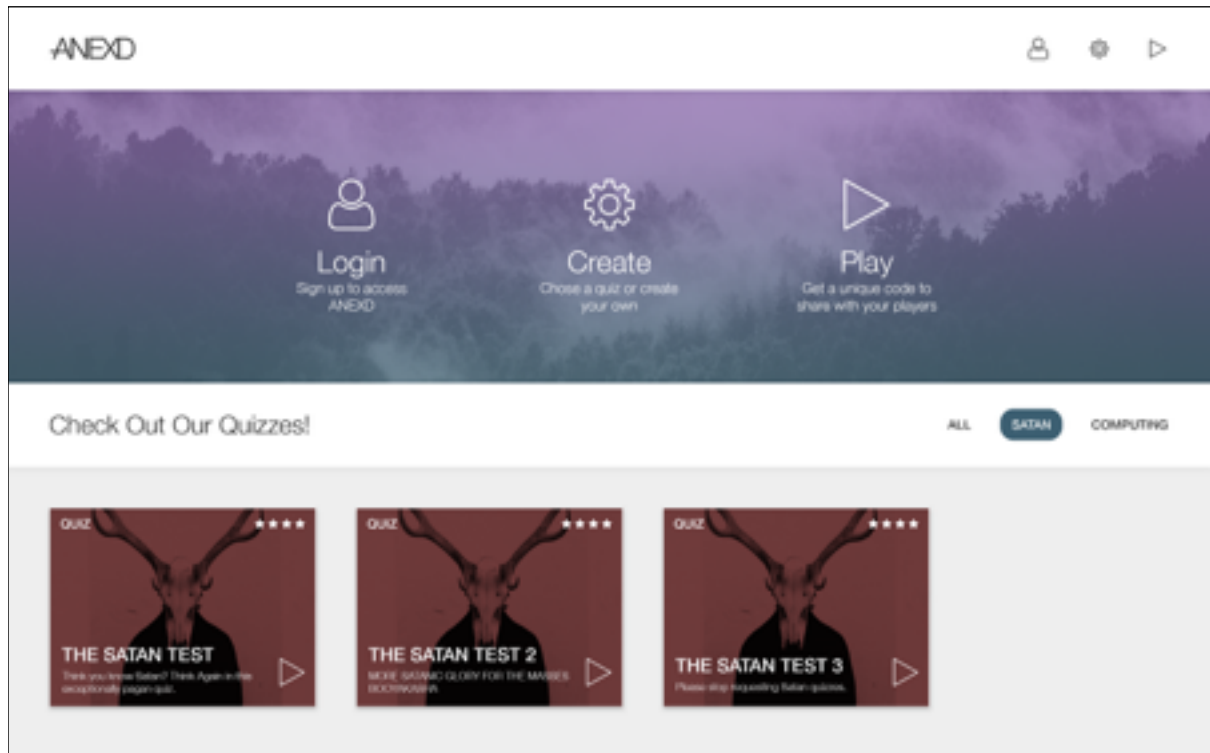 ANEXD
Login
Sign up to access
ANEXD
Create
Chose a quiz or create
your own
Play
Get a unique code to
share with your players
Check Out Our Quizzes!
ALL
SATAN
COMPUTING
QUIZ
THE SATAN TEST
Think you know Satan? Think Again in this
exceptionally pagan quiz.
QUIZ
THE SATAN TEST 2
MORE SATANIC GLORY FOR THE MASSES
QUIZ
THE SATAN TEST 3
Please stop requesting Satan quizzes.